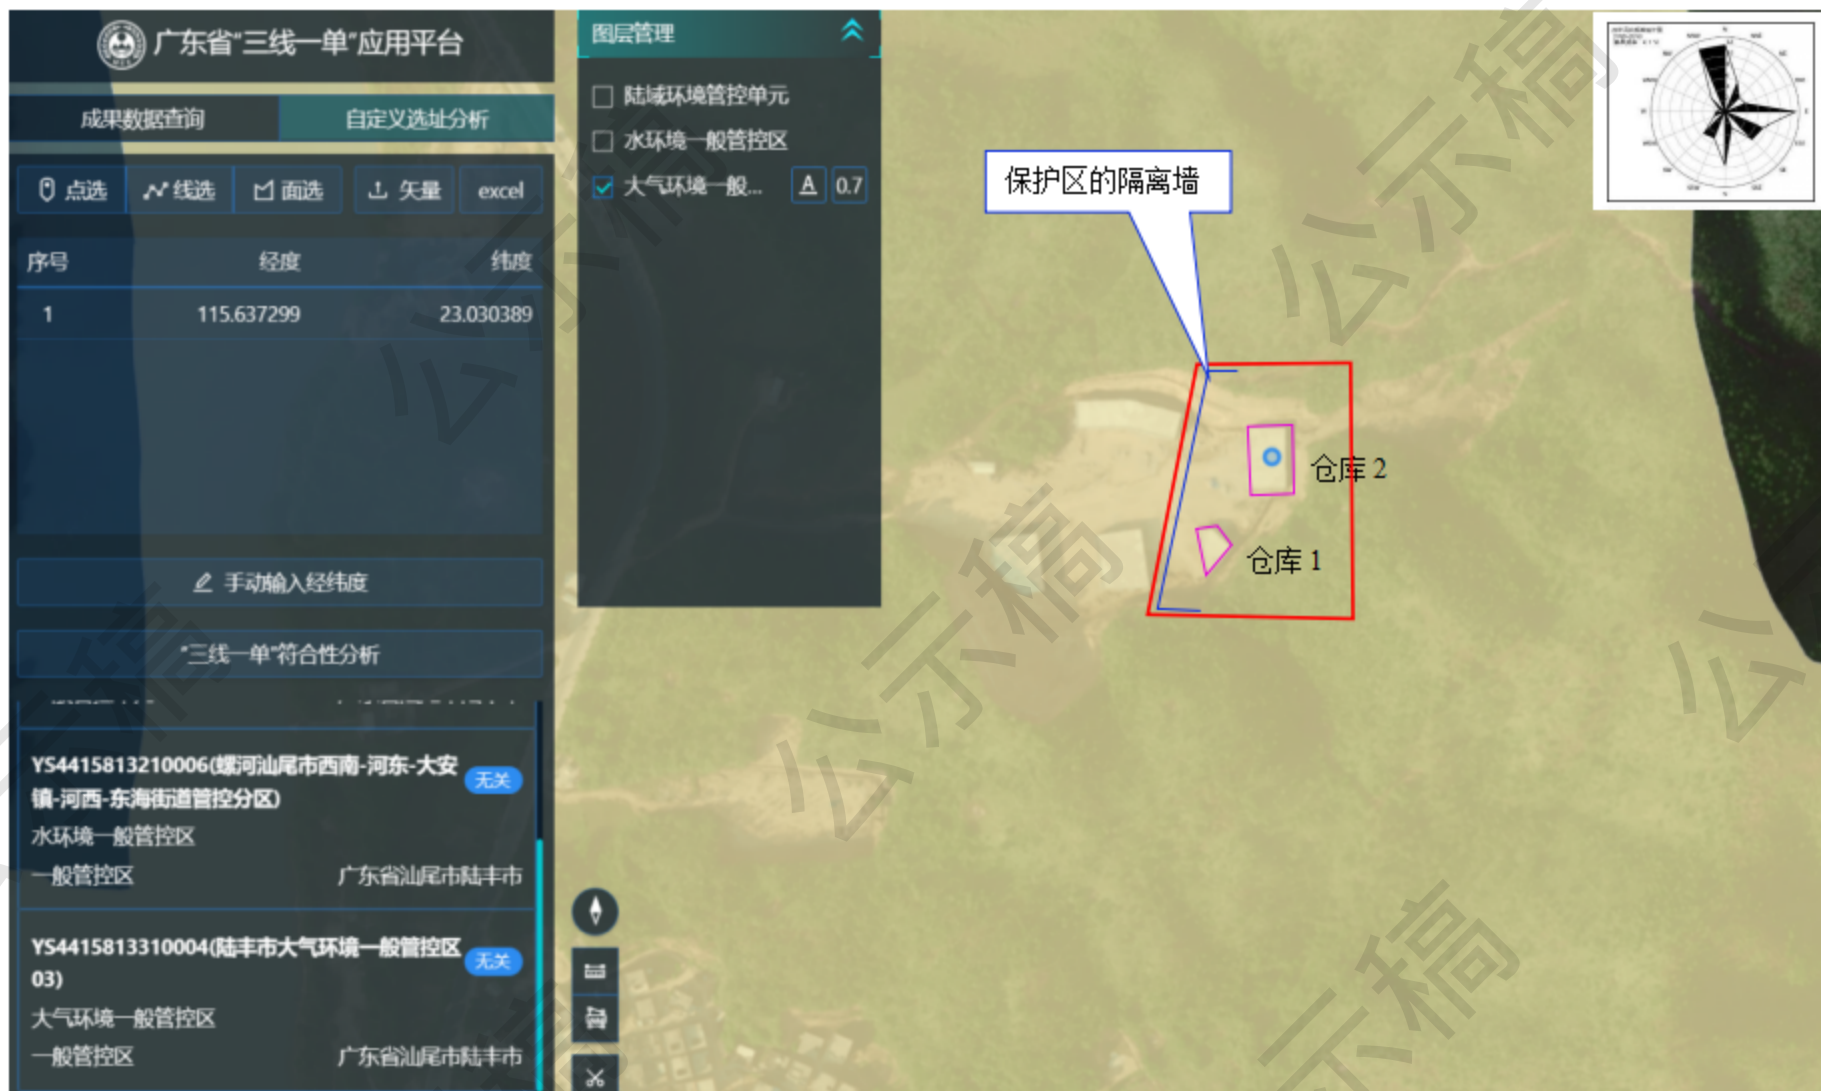 广东省“三线一单”应用平台
成果数据查询
自定义选址分析
点选
线选
面选
矢量
excel
序号 经度 纬度
1 115.637299 23.030389
手动输入经纬度
“三线一单”符合性分析
YS4415813210006(螺河汕尾市西南-河东-大安
镇-河西-东海街道管控分区)
无关
水环境一般管控区
一般管控区 广东省汕尾市陆丰市
YS4415813310004(陆丰市大气环境一般管控区
03)
无关
大气环境一般管控区
一般管控区 广东省汕尾市陆丰市
图层管理
陆域环境管控单元
水环境一般管控区
大气环境一般... A 0.7
保护区的隔离墙
仓库 2
仓库 1
公示稿
公示稿
公示稿
公示稿